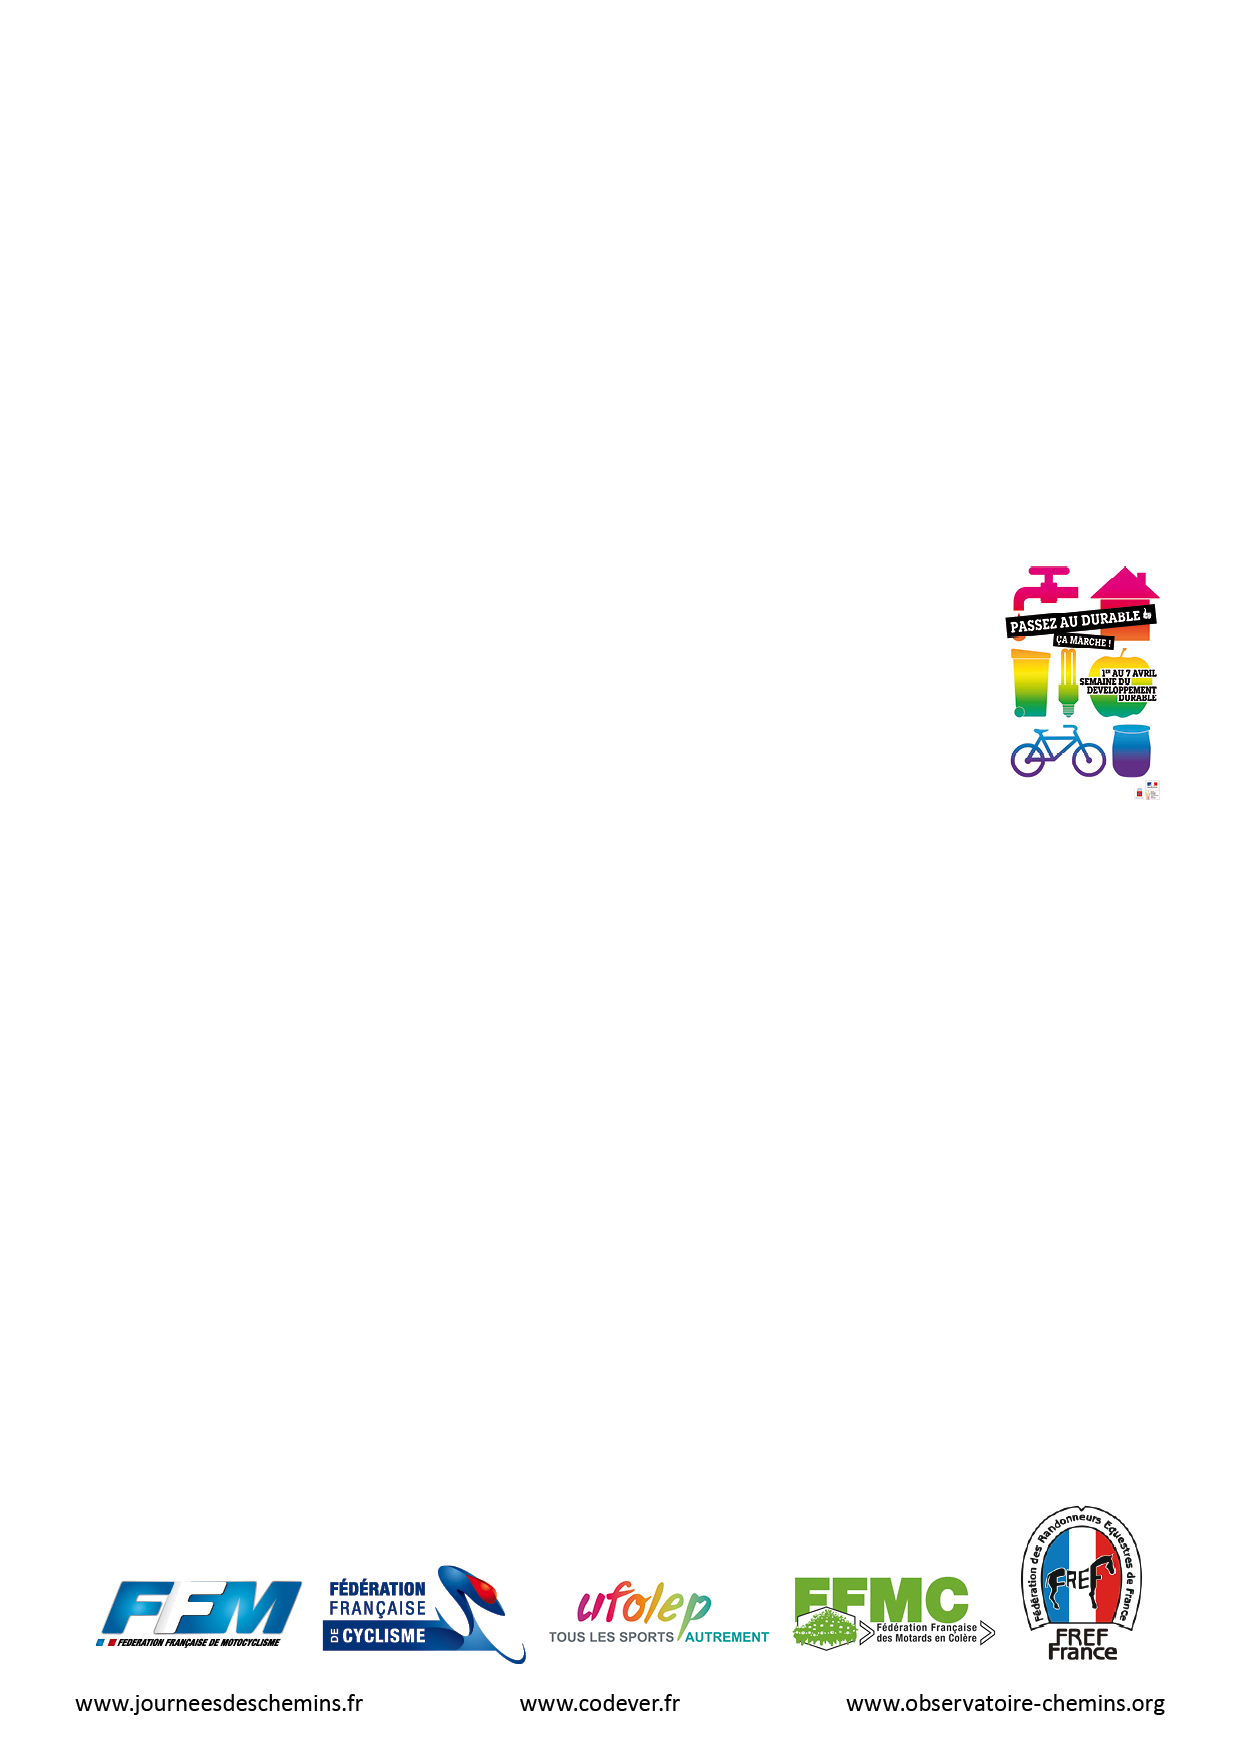 PASSEZ AU DURABLE
ÇA MARCHE !
1ER AU 7 AVRIL
SEMAINE DU
DÉVELOPPEMENT
DURABLE
FFM
FEDERATION FRANÇAISE DE MOTOCYCLISME
FÉDÉRATION
FRANÇAISE
DE CYCLISME
ufolep
TOUS LES SPORTS AUTREMENT
FFMC
Fédération Française
des Motards en Colère
Fédération des Randonneurs Equestres de France
FREF
FREF
France
www.journeesdeschemins.fr
www.codever.fr
www.observatoire-chemins.org